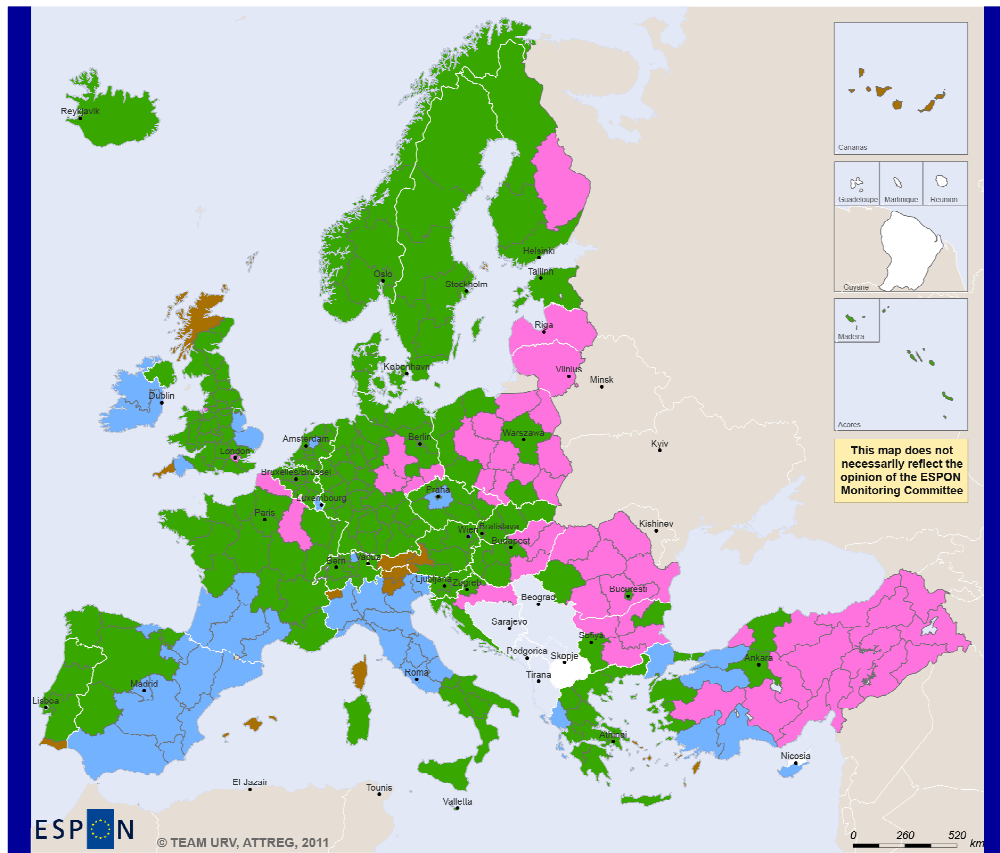 Reykjavik
Canarias
Guadeloupe
Martinique
Reunion
Guyane
Madeira
Acores
This map does not
necessarily reflect the
opinion of the ESPON
Monitoring Committee
Helsinki
Tallinn
Oslo
Stockholm
Riga
Vilnius
Minsk
København
Dublin
Amsterdam
Berlin
Warszawa
Kyiv
London
Bruxelles/Brussel
Luxembourg
Praha
Paris
Kishinev
Wien
Bratislava
Budapest
Bern
Vaduz
Ljubljana
Zagreb
Beograd
Bucuresti
Sarajevo
Sofiya
Podgorica
Skopje
Ankara
Roma
Tirana
Madrid
Lisboa
Athinai
Nicosia
El Jazair
Tounis
Valletta
ESPON
© TEAM URV, ATTREG, 2011
0 260 520
km